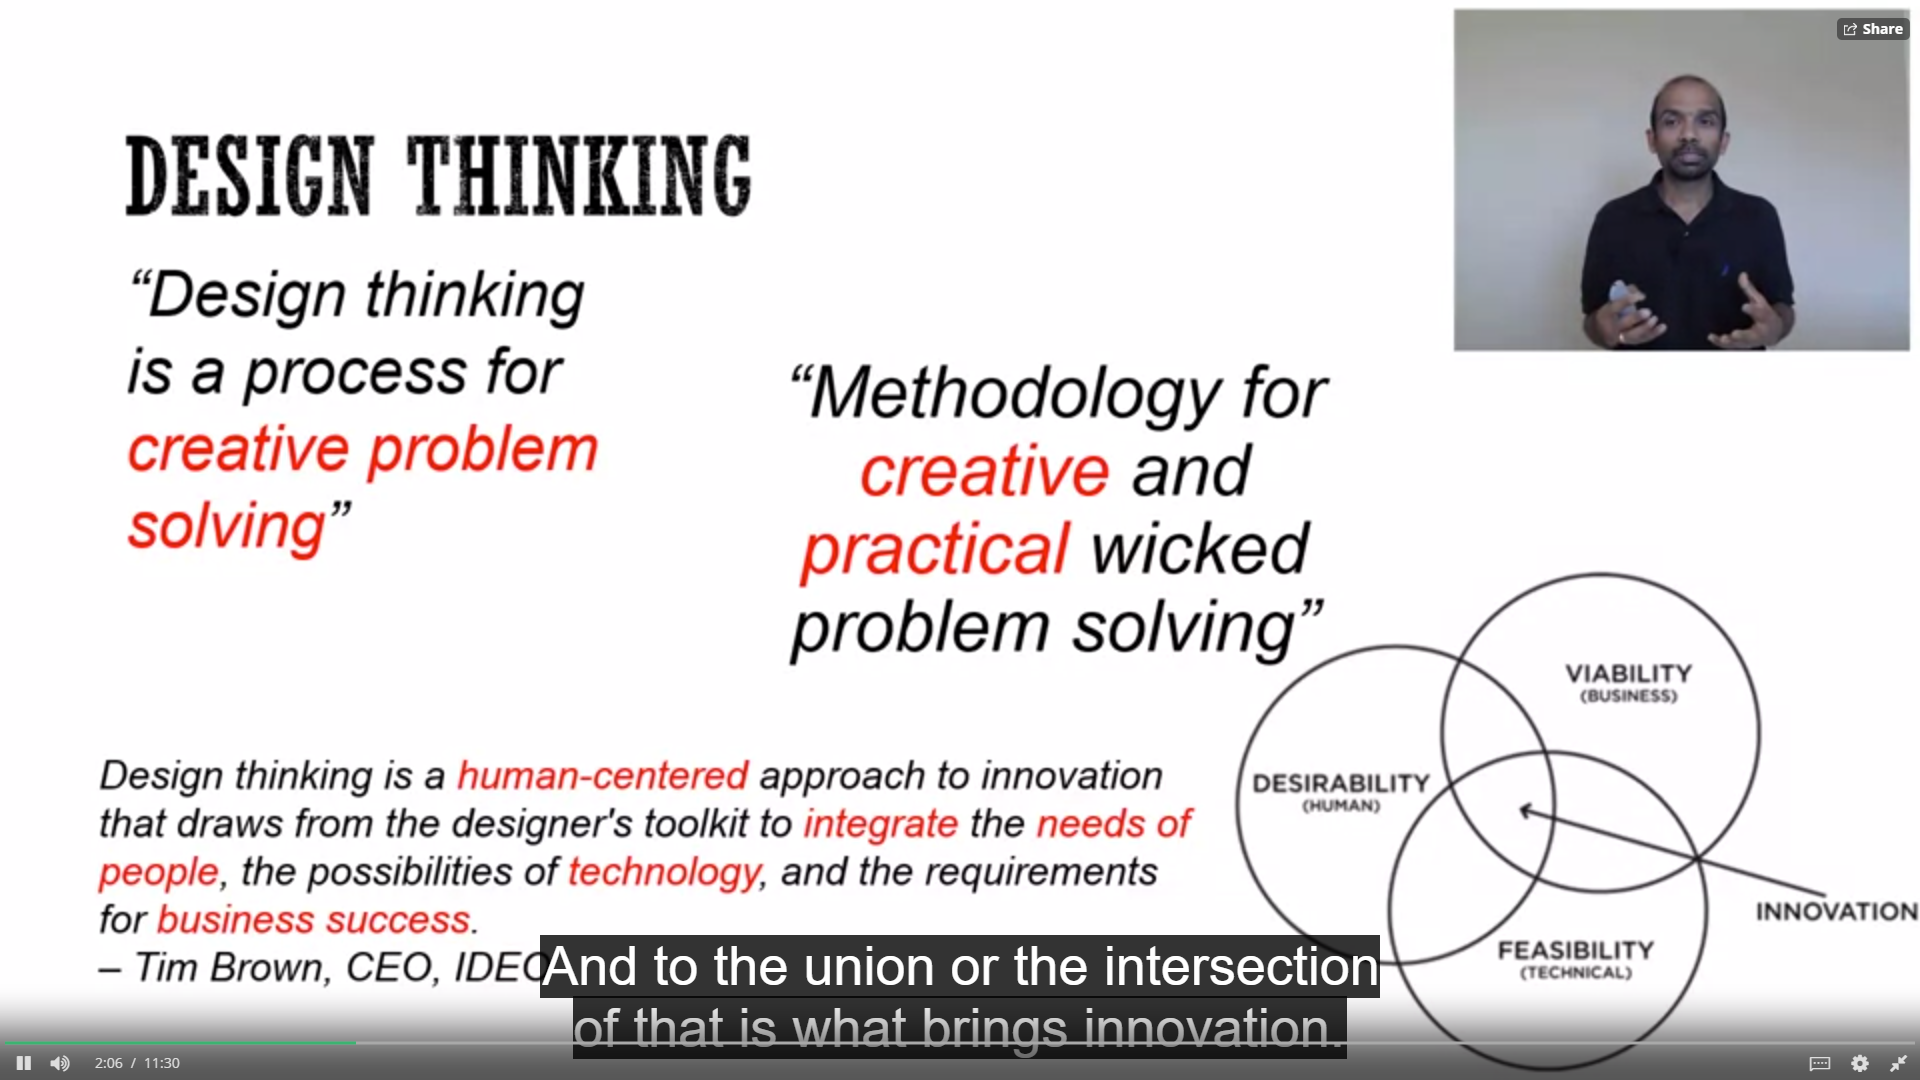 Share
DESIGN THINKING
“Design thinking
is a process for
creative problem
solving”
“Methodology for
creative and
practical wicked
problem solving”
Design thinking is a human-centered approach to innovation
that draws from the designer's toolkit to integrate the needs of
people, the possibilities of technology, and the requirements
for business success.
– Tim Brown, CEO, IDEO
VIABILITY
(BUSINESS)
DESIRABILITY
(HUMAN)
INNOVATION
FEASIBILITY
(TECHNICAL)
And to the union or the intersection
of that is what brings innovation.
2:06 / 11:30